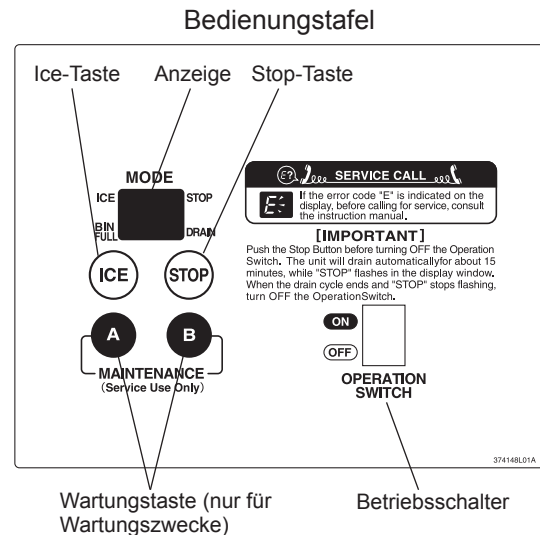 Bedienungstafel
Ice-Taste
Anzeige
Stop-Taste
MODE
ICE
STOP
BIN
FULL
DRAIN
ICE
STOP
A
B
MAINTENANCE
(Service Use Only)
E?
SERVICE CALL
E
If the error code "E" is indicated on the
display, before calling for service, consult
the instruction manual.
[IMPORTANT]
Push the Stop Button before turning OFF the Operation
Switch. The unit will drain automaticallyfor about 15
minutes, while "STOP" flashes in the display window.
When the drain cycle ends and "STOP" stops flashing,
turn OFF the OperationSwitch.
ON
OFF
OPERATION
SWITCH
374148L01A
Wartungstaste (nur für
Wartungszwecke)
Betriebsschalter